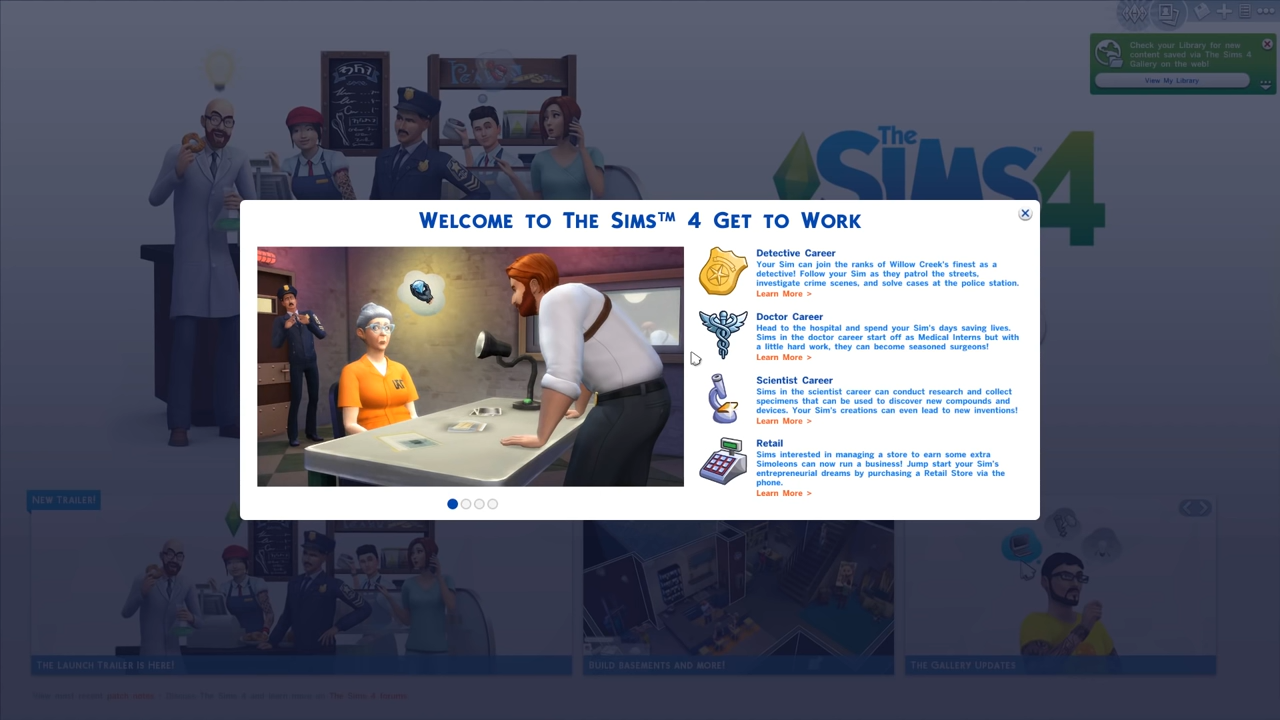 Check your Library for new
content saved via The Sims 4
Gallery on the web!
View My Library
The Sims™ 4
Welcome to The Sims™ 4 Get to Work
Detective Career
Your Sim can join the ranks of Willow Creek's finest as a
detective! Follow your Sim as they patrol the streets,
investigate crime scenes, and solve cases at the police station.
Learn More >
Doctor Career
Head to the hospital and spend your Sim's days saving lives.
Sims in the doctor career start off as Medical Interns but with
a little hard work, they can become seasoned surgeons!
Learn More >
Scientist Career
Sims in the scientist career can conduct research and collect
specimens that can be used to discover new compounds and
devices. Your Sim's creations can even lead to new inventions!
Learn More >
Retail
Sims interested in managing a store to earn some extra
Simoleons can now run a business! Jump start your Sim's
entrepreneurial dreams by purchasing a Retail Store via the
phone.
Learn More >
New Trailer!
The Launch Trailer is Here!
Build Basements and More!
The Gallery Updates